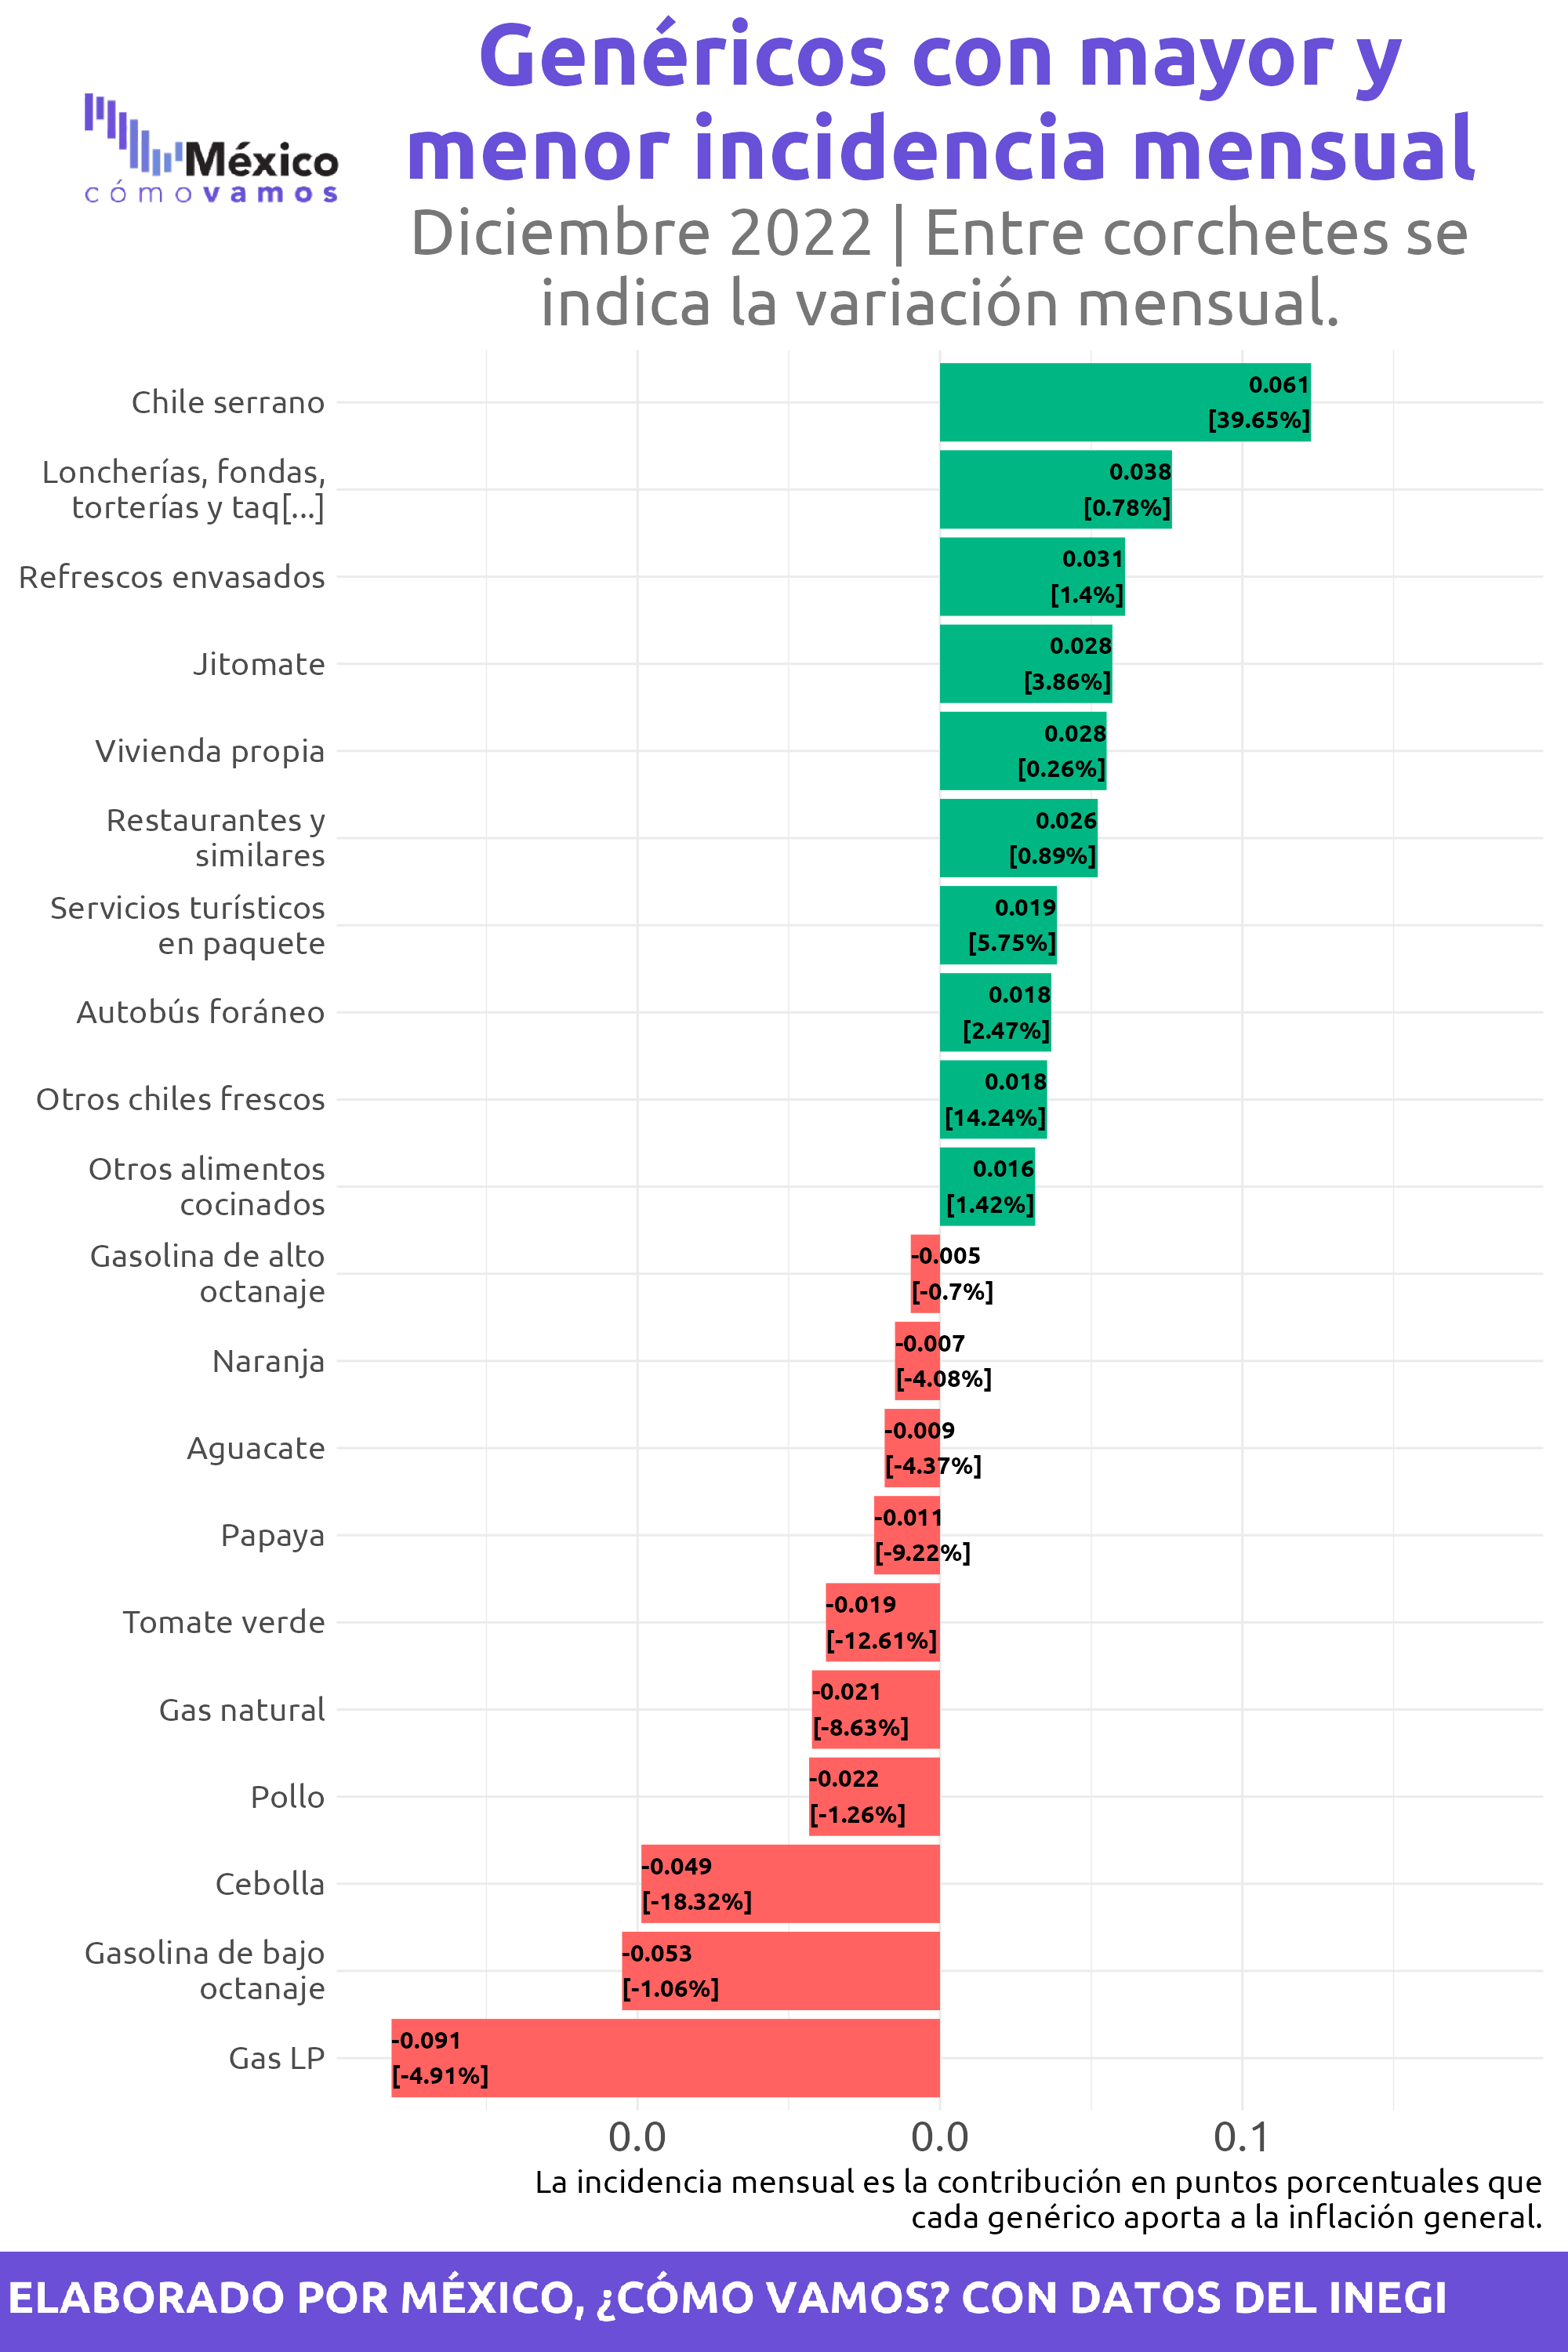 Genéricos con mayor y
menor incidencia mensual
México
cómovamos
Diciembre 2022 | Entre corchetes se
indica la variación mensual.
Chile serrano
0.061
[39.65%]
Loncherías, fondas,
torterías y taq[...]
0.038
[0.78%]
Refrescos envasados
0.031
[1.4%]
Jitomate
0.028
[3.86%]
Vivienda propia
0.028
[0.26%]
Restaurantes y
similares
0.026
[0.89%]
Servicios turísticos
en paquete
0.019
[5.75%]
Autobús foráneo
0.018
[2.47%]
Otros chiles frescos
0.018
[14.24%]
Otros alimentos
cocinados
0.016
[1.42%]
Gasolina de alto
octanaje
-0.005
[-0.7%]
Naranja
-0.007
[-4.08%]
Aguacate
-0.009
[-4.37%]
Papaya
-0.011
[-9.22%]
Tomate verde
-0.019
[-12.61%]
Gas natural
-0.021
[-8.63%]
Pollo
-0.022
[-1.26%]
Cebolla
-0.049
[-18.32%]
Gasolina de bajo
octanaje
-0.053
[-1.06%]
Gas LP
-0.091
[-4.91%]
0.0 0.0 0.1
La incidencia mensual es la contribución en puntos porcentuales que
cada genérico aporta a la inflación general.
ELABORADO POR MÉXICO, ¿CÓMO VAMOS? CON DATOS DEL INEGI